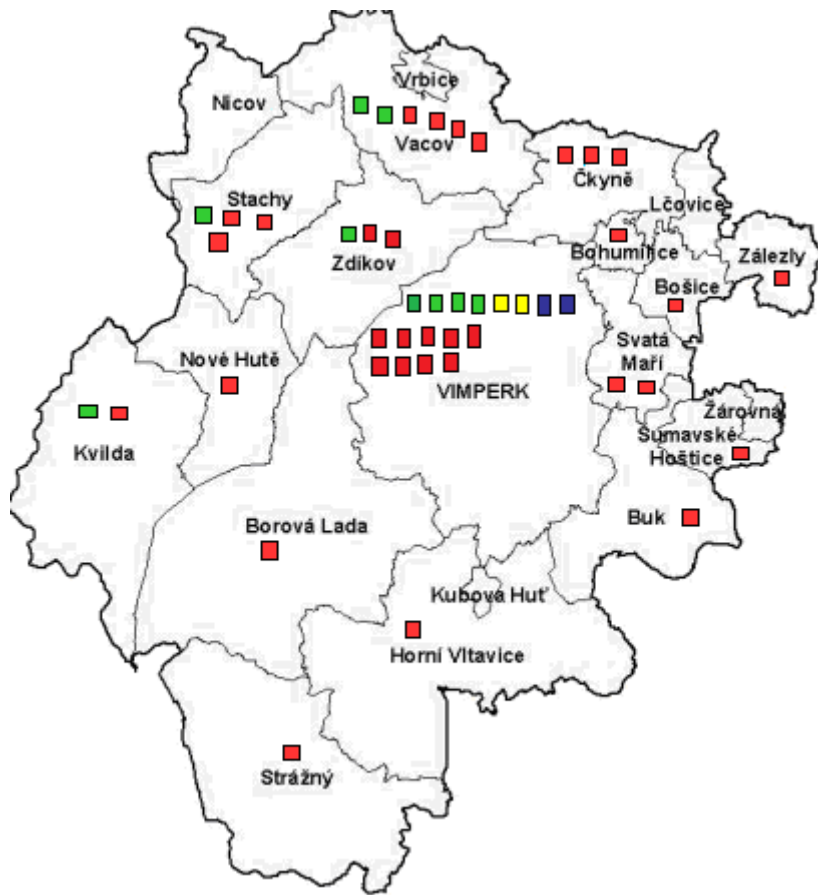 Vrbice
Nicov
Vacov
Čkyně
Stachy
Lčovice
Zdíkov
Bohumilice
Zálezly
Bošice
Nové Hutě
Svatá
Maří
VIMPERK
Žárovná
Šumavské
Hoštice
Kvilda
Borová Lada
Buk
Kubova Huť
Horní Vltavice
Strážný